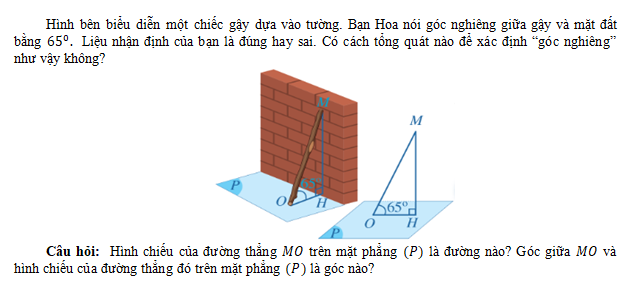 Hình bên biểu diễn một chiếc gậy dựa vào tường. Bạn Hoa nói góc nghiêng giữa gậy và mặt đất
bằng 65⁰. Liệu nhận định của bạn là đúng hay sai. Có cách tổng quát nào để xác định “góc nghiêng”
như vậy không?
M
M
P
65°
O
H
65°
O
H
P
Câu hỏi: Hình chiếu của đường thẳng MO trên mặt phẳng (P) là đường nào? Góc giữa MO và
hình chiếu của đường thẳng đó trên mặt phẳng (P) là góc nào?